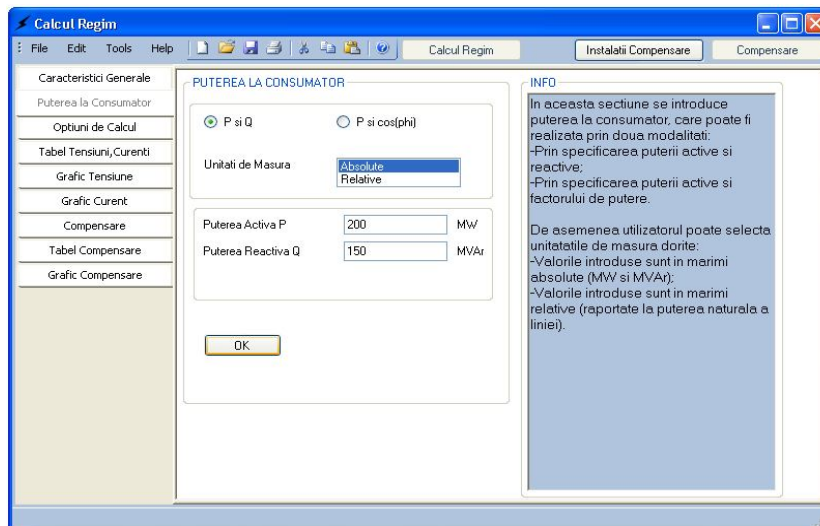 Calcul Regim
File Edit Tools Help Calcul Regim Instalatii Compensare Compensare
Caracteristici Generale
Puterea la Consumator
Optiuni de Calcul
Tabel Tensiuni,Curenti
Grafic Tensiune
Grafic Curent
Compensare
Tabel Compensare
Grafic Compensare
PUTEREA LA CONSUMATOR
P si Q P si cos(phi)
Unitati de Masura
Absolute
Relative
Puterea Activa P 200 MW
Puterea Reactiva Q 150 MVAr
OK
INFO
In aceasta sectiune se introduce
puterea la consumator, care poate fi
realizata prin doua modalitati:
-Prin specificarea puterii active si
reactive;
-Prin specificarea puterii active si
factorului de putere.
De asemenea utilizatorul poate selecta
unitatatile de masura dorite:
-Valorile introduse sunt in marimi
absolute (MW si MVAr);
-Valorile introduse sunt in marimi
relative (raportate la puterea naturala a
liniei).